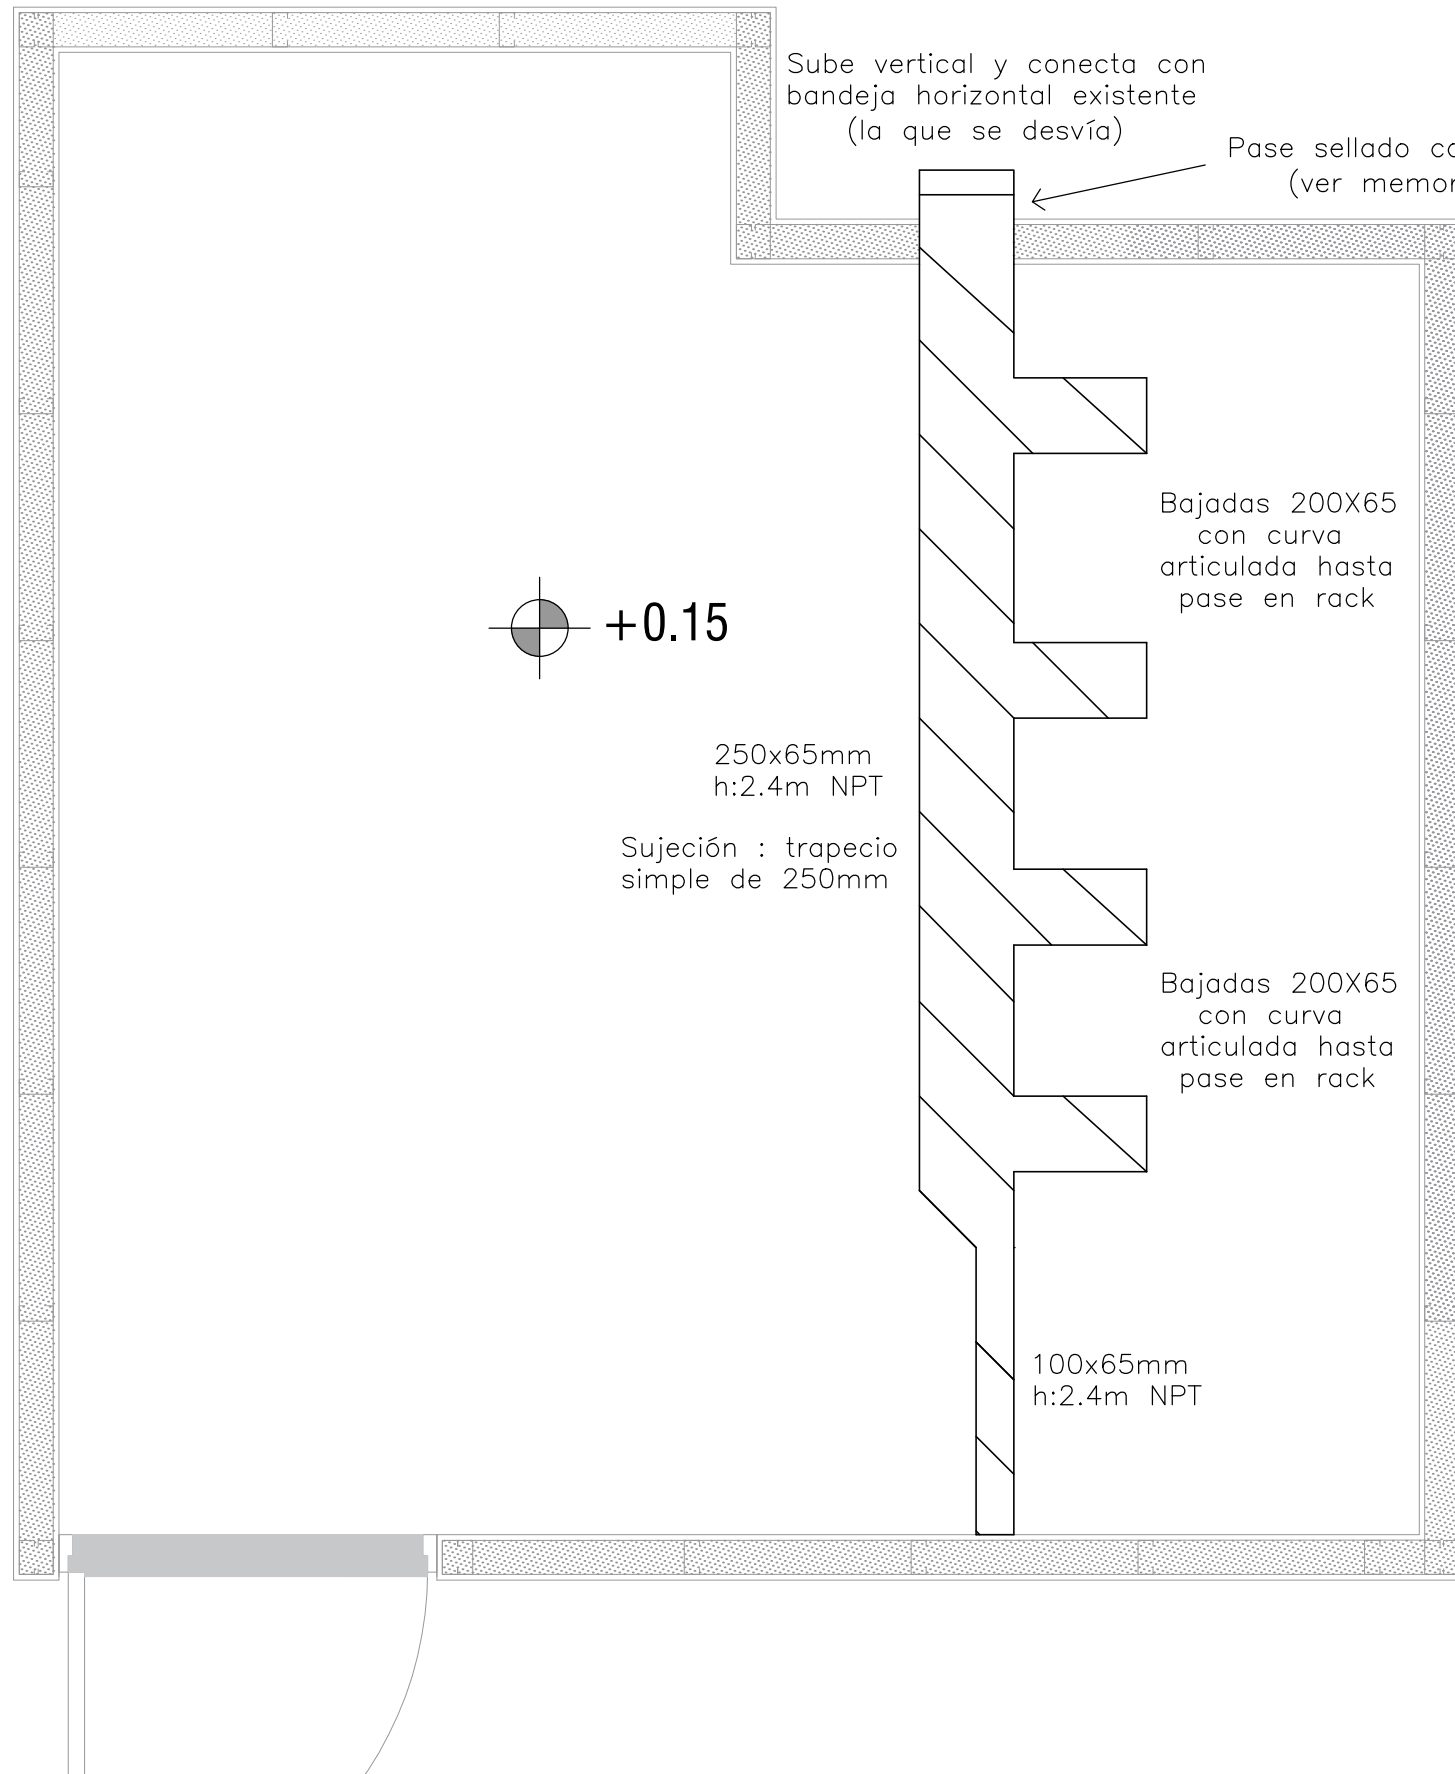 Sube vertical y conecta con
bandeja horizontal existente
(la que se desvía)
Pase sellado
(ver
Bajadas 200X65
con curva
articulada hasta
pase en rack
+0.15
250x65mm
h:2.4m NPT
Sujeción : trapecio
simple de 250mm
Bajadas 200X65
con curva
articulada hasta
pase en rack
100x65mm
h:2.4m NPT